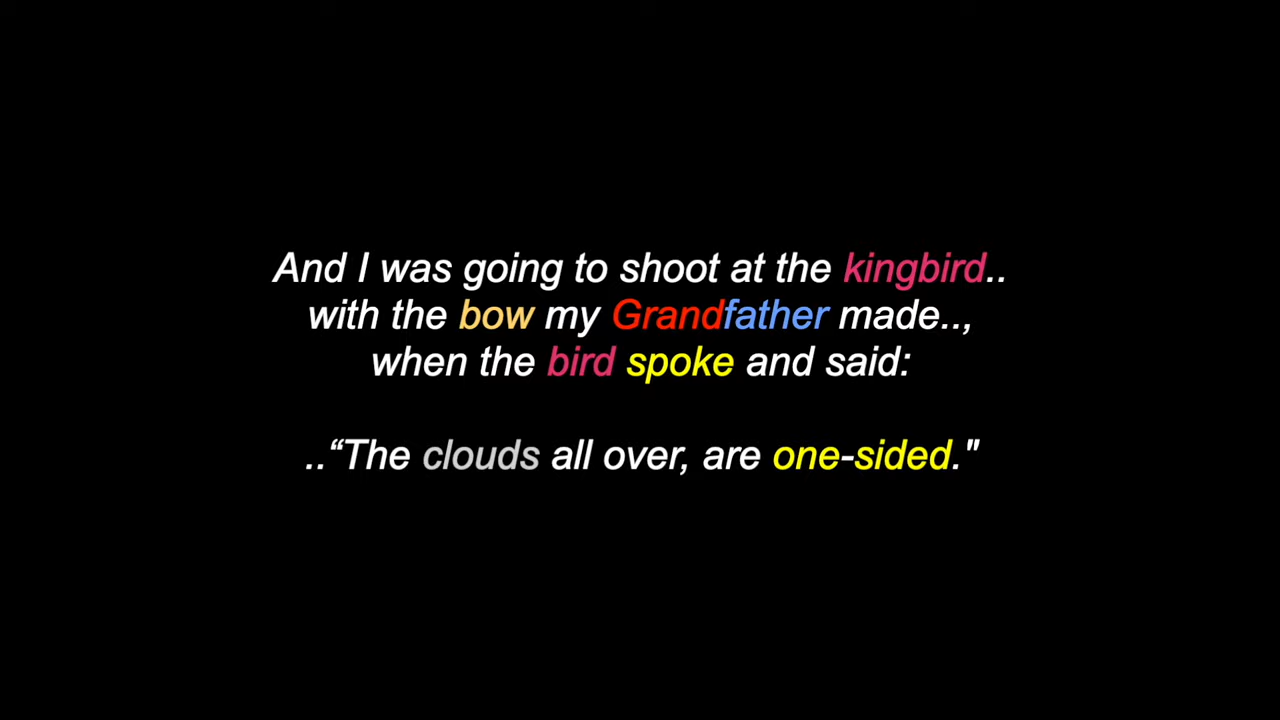 And I was going to shoot at the kingbird..
with the bow my Grandfather made..,
when the bird spoke and said:
..“The clouds all over, are one-sided."